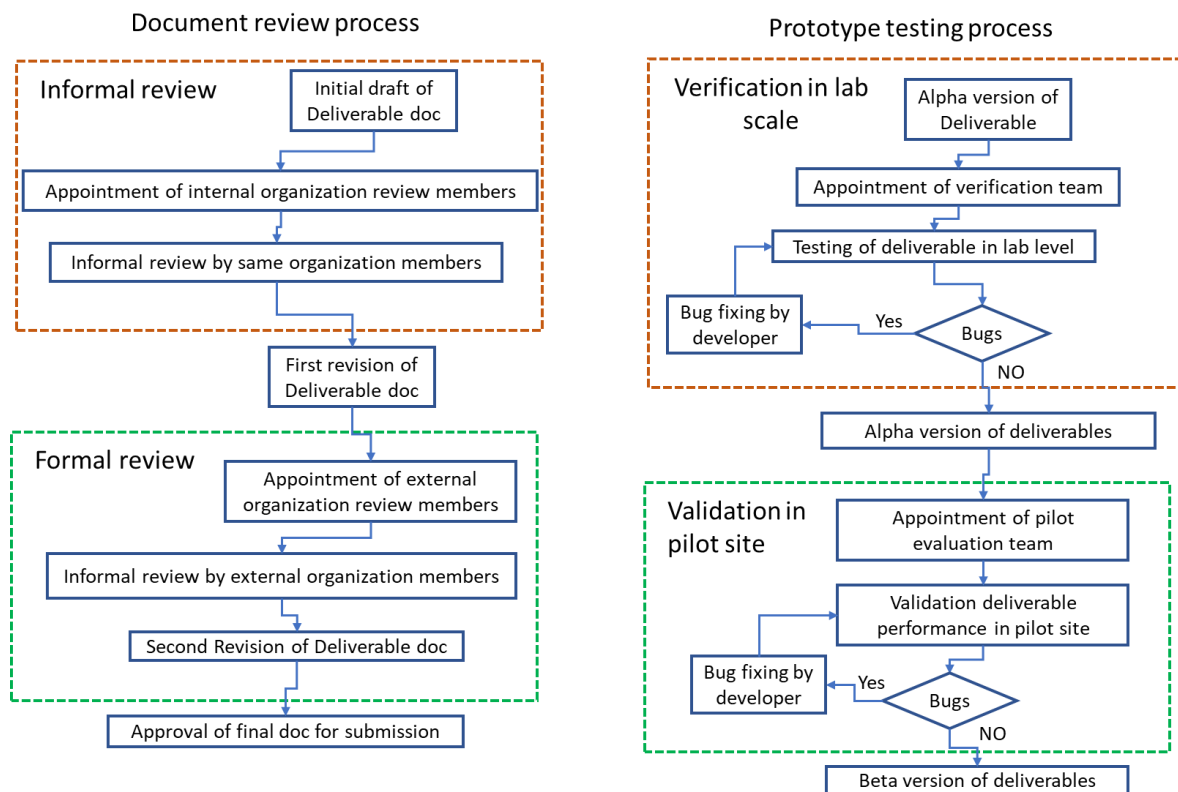 Document review process
Informal review
Initial draft of
Deliverable doc
Appointment of internal organization review members
Informal review by same organization members
First revision of
Deliverable doc
Formal review
Appointment of external
organization review members
Informal review by external organization members
Second Revision of Deliverable doc
Approval of final doc for submission
Prototype testing process
Verification in lab
scale
Alpha version of
Deliverable
Appointment of verification team
Testing of deliverable in lab level
Bug fixing by
developer
Yes
Bugs
NO
Alpha version of deliverables
Validation in
pilot site
Appointment of pilot
evaluation team
Validation deliverable
performance in pilot site
Bug fixing by
developer
Yes
Bugs
NO
Beta version of deliverables